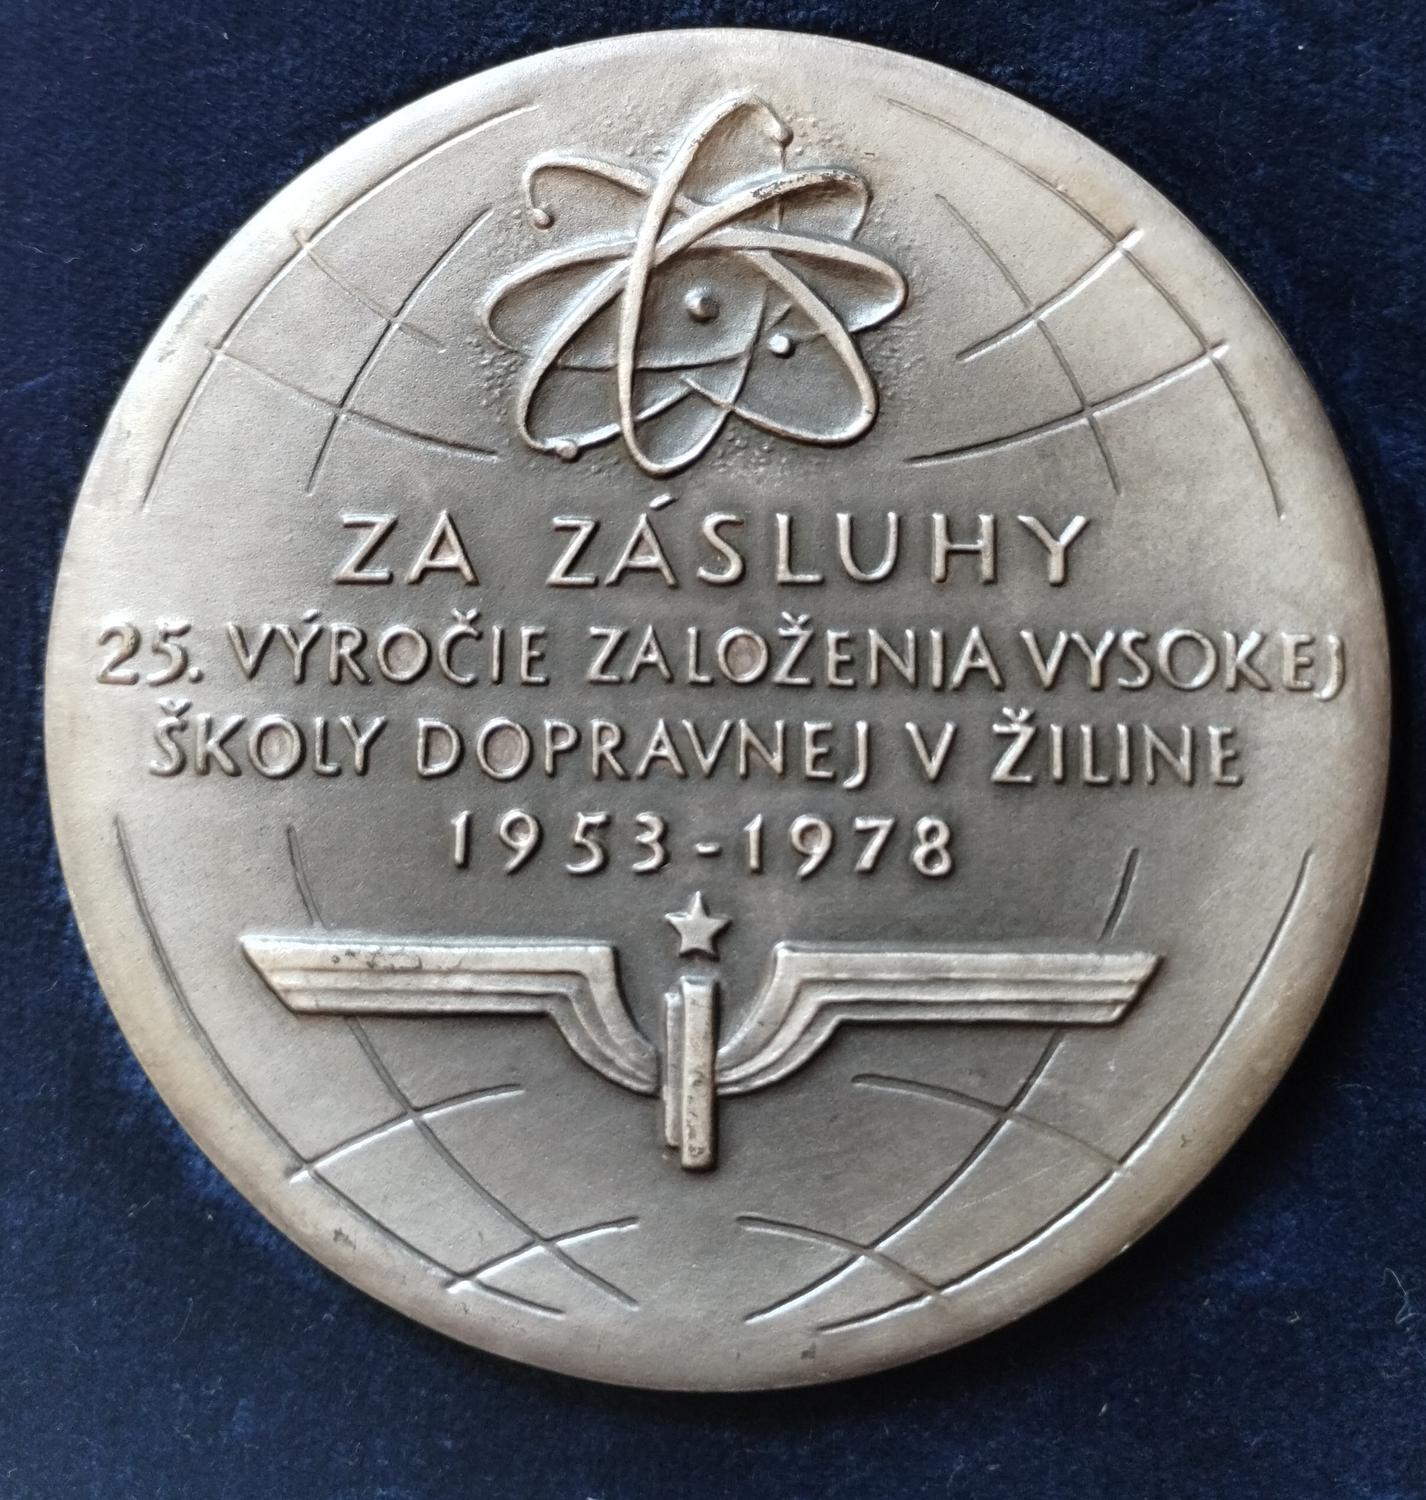 ZA ZÁSLUHY
25. VÝROČIE ZALOŽENIA VYSOKEJ
ŠKOLY DOPRAVNEJ V ŽILINE
1953-1978